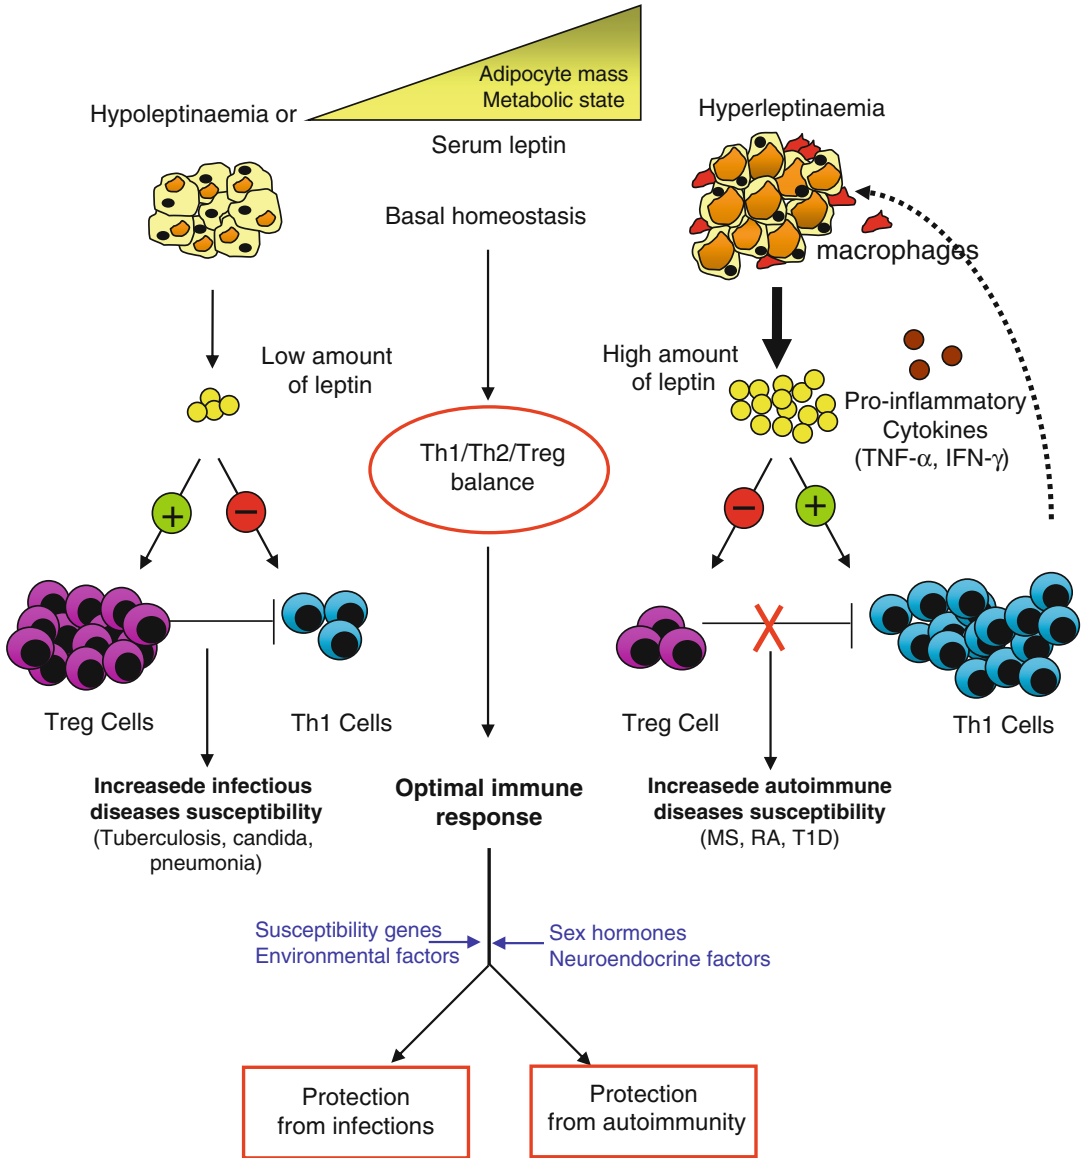 Adipocyte mass
Metabolic state
Hypoleptinaemia or
Serum leptin
Hyperleptinaemia
Basal homeostasis
macrophages
Low amount
of leptin
High amount
of leptin
Pro-inflammatory
Cytokines
(TNF-α, IFN-γ)
Th1/Th2/Treg
balance
+
−
−
+
Treg Cells
Th1 Cells
Treg Cell
Th1 Cells
Increasede infectious
diseases susceptibility
(Tuberculosis, candida,
pneumonia)
Optimal immune
response
Increasede autoimmune
diseases susceptibility
(MS, RA, T1D)
Susceptibility genes
Environmental factors
Sex hormones
Neuroendocrine factors
Protection
from infections
Protection
from autoimmunity